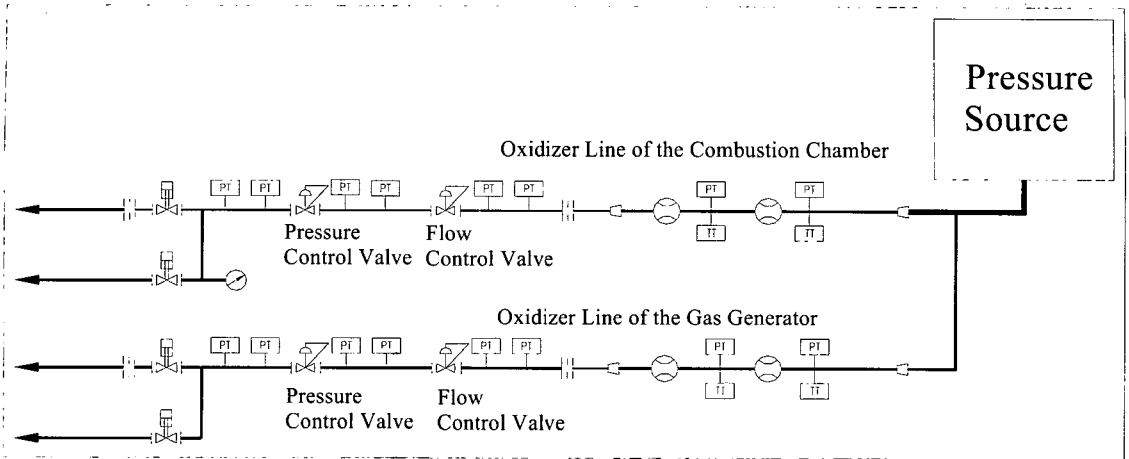 Pressure
Source
Oxidizer Line of the Combustion Chamber
PT PT PT PT PT PT PT PT
Pressure
Control Valve
Flow
Control Valve
TT TT
Oxidizer Line of the Gas Generator
PT PT PT PT PT PT PT PT
Pressure
Control Valve
Flow
Control Valve
TT TT